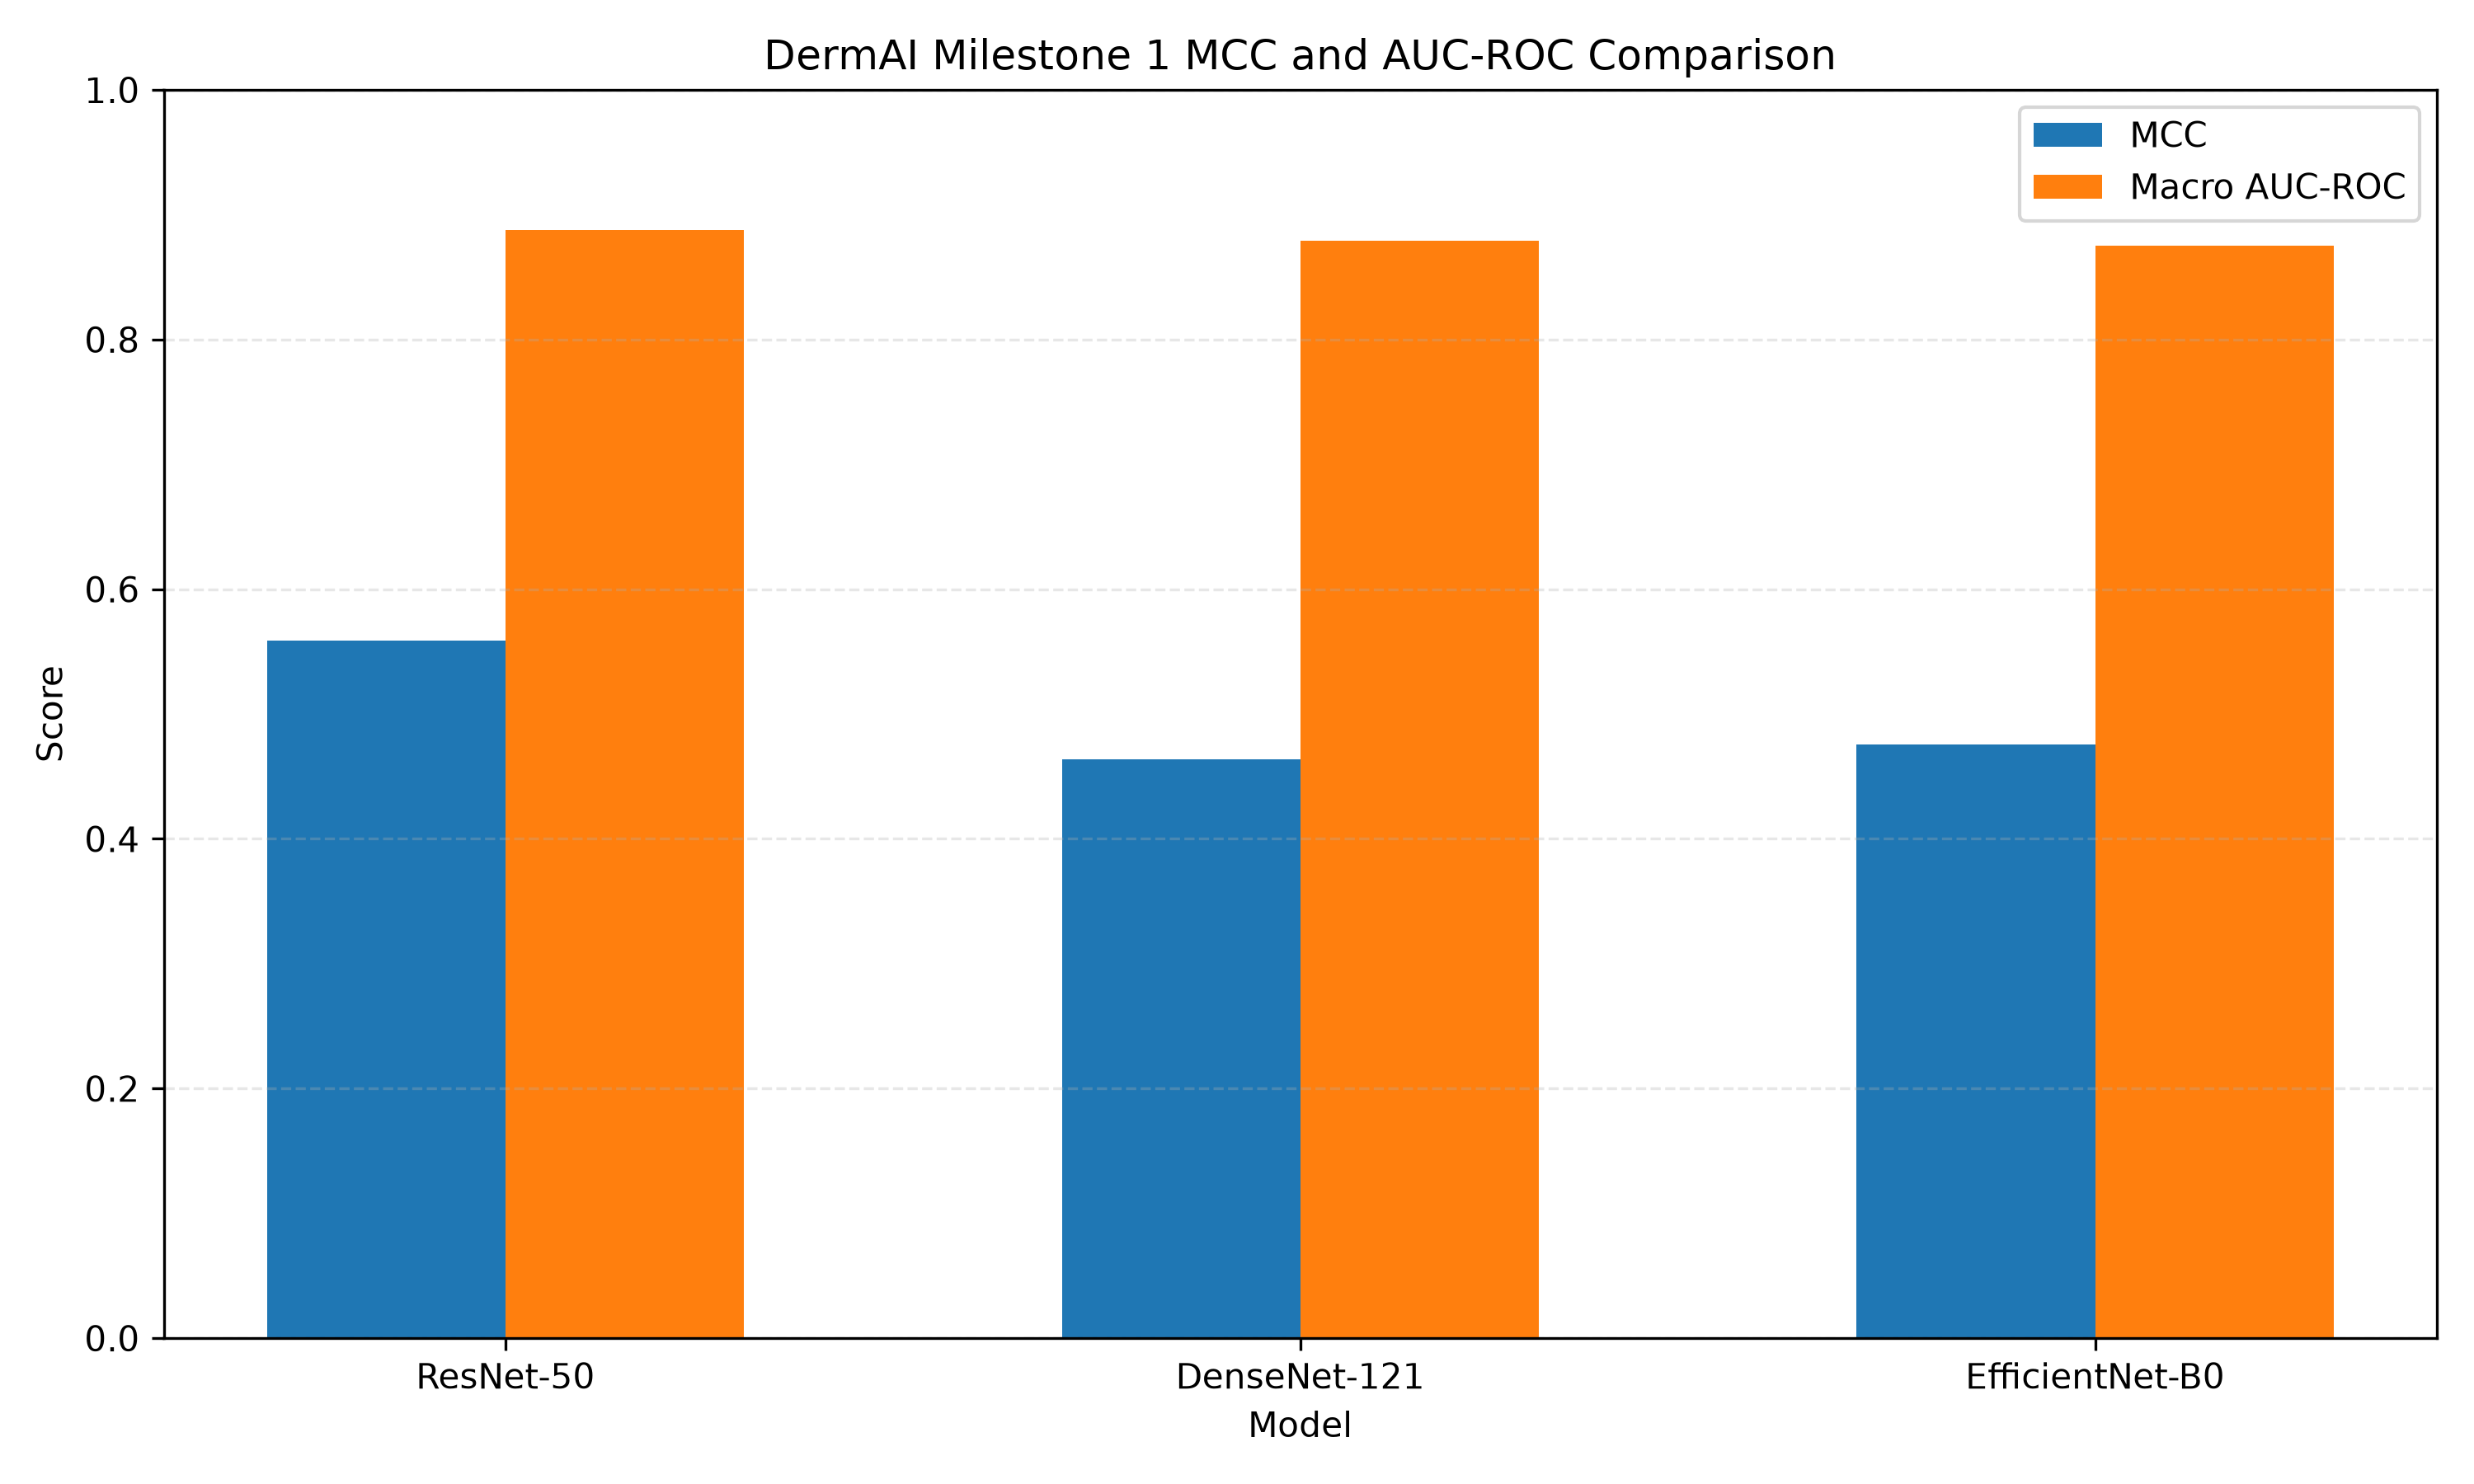 DermAI Milestone 1 MCC and AUC-ROC Comparison
MCC
Macro AUC-ROC
Score
1.0
0.8
0.6
0.4
0.2
0.0
ResNet-50
DenseNet-121
EfficientNet-B0
Model